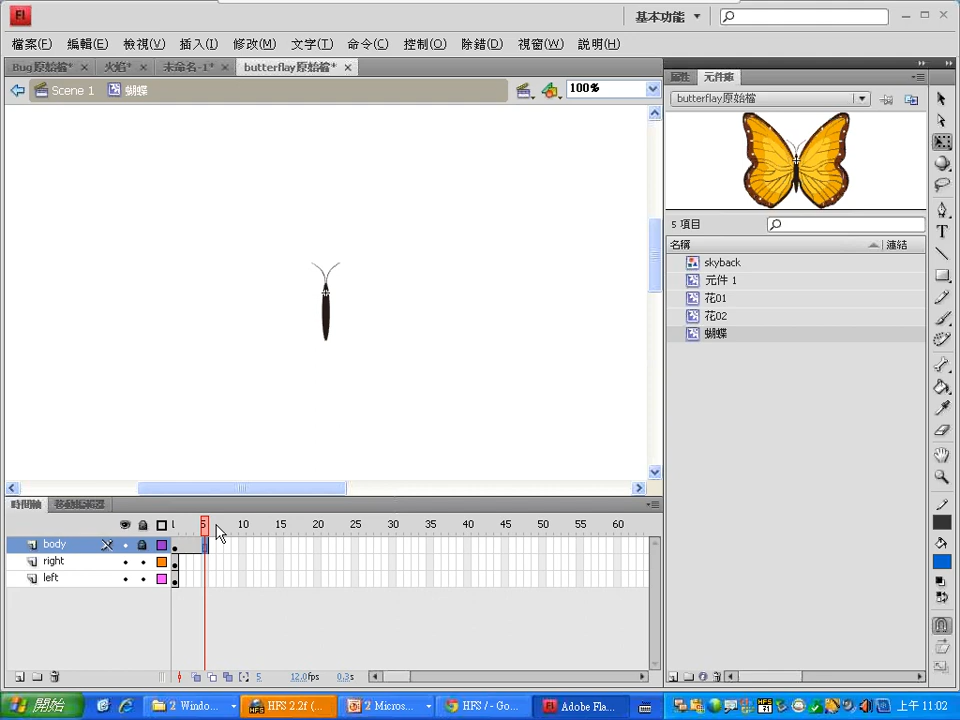 Fl
基本功能
檔案(F) 編輯(E) 檢視(V) 插入(I) 修改(M) 文字(T) 命令(C) 控制(O) 除錯(D) 視窗(W) 說明(H)
Bug原始檔* 火焰* 未命名-1* butterflay原始檔*
屬性 元件庫
Scene 1 蝴蝶 100%
butterflay原始檔
5 項目
名稱 連結
skyback
元件 1
花01
花02
蝴蝶
時間軸 移動編輯器
1 5 10 15 20 25 30 35 40 45 50 55 60
body
right
left
5 12.0fps 0.3s
開始 2 Windo... HFS 2.2f (... 2 Micros... HFS / - Go... Adobe Fla... 上午 11:02